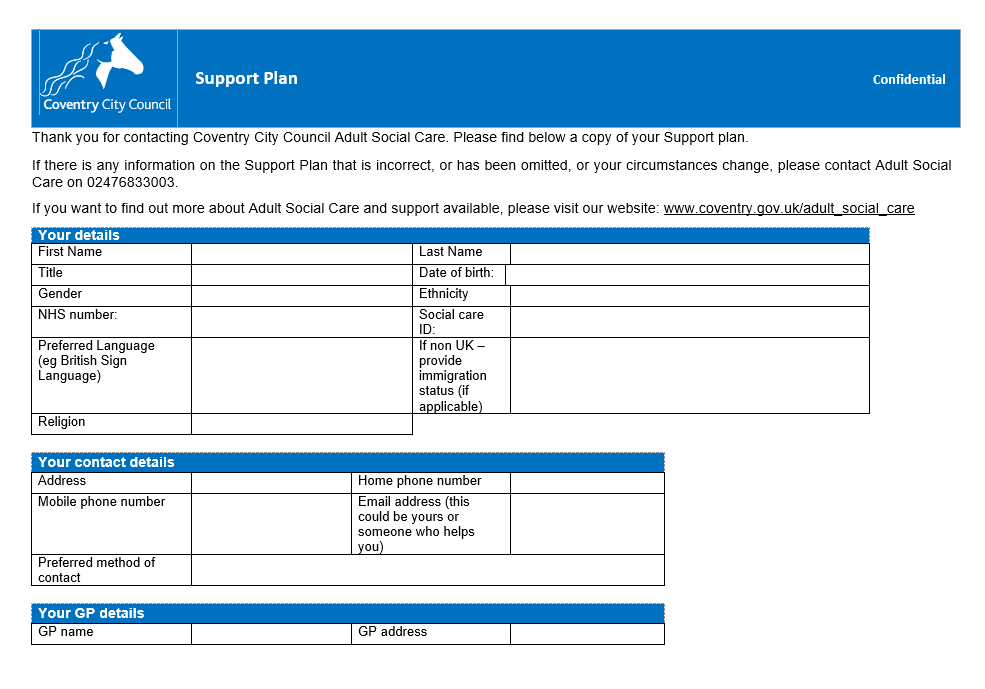 Coventry City Council
Support Plan
Confidential
Thank you for contacting Coventry City Council Adult Social Care. Please find below a copy of your Support plan.
If there is any information on the Support Plan that is incorrect, or has been omitted, or your circumstances change, please contact Adult Social
Care on 02476833003.
If you want to find out more about Adult Social Care and support available, please visit our website: www.coventry.gov.uk/adult_social_care
Your details
First Name
Last Name
Title
Date of birth:
Gender
Ethnicity
NHS number:
Social care
ID:
Preferred Language
(eg British Sign
Language)
If non UK –
provide
immigration
status (if
applicable)
Religion
Your contact details
Address
Home phone number
Mobile phone number
Email address (this
could be yours or
someone who helps
you)
Preferred method of
contact
Your GP details
GP name
GP address